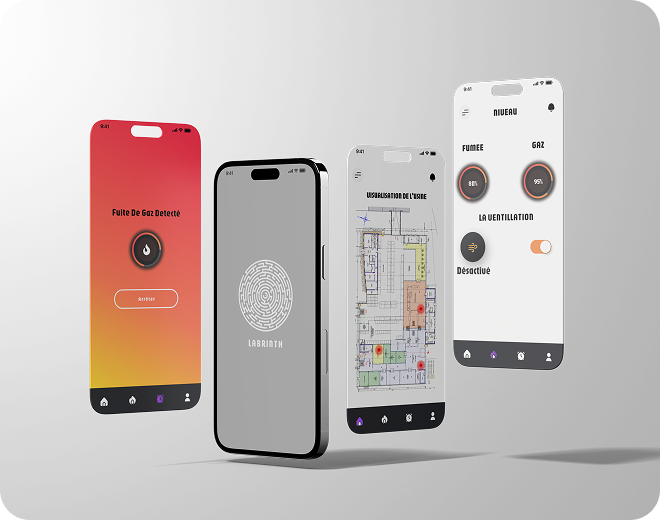 9:41
Fuite De Gaz Detecté
Arrêter
9:41
LABRINTH
9:41
VISUALISATION DE L'USINE
9:41
NIVEAU
FUMEE
GAZ
80%
95%
LA VENTILLATION
Désactivé